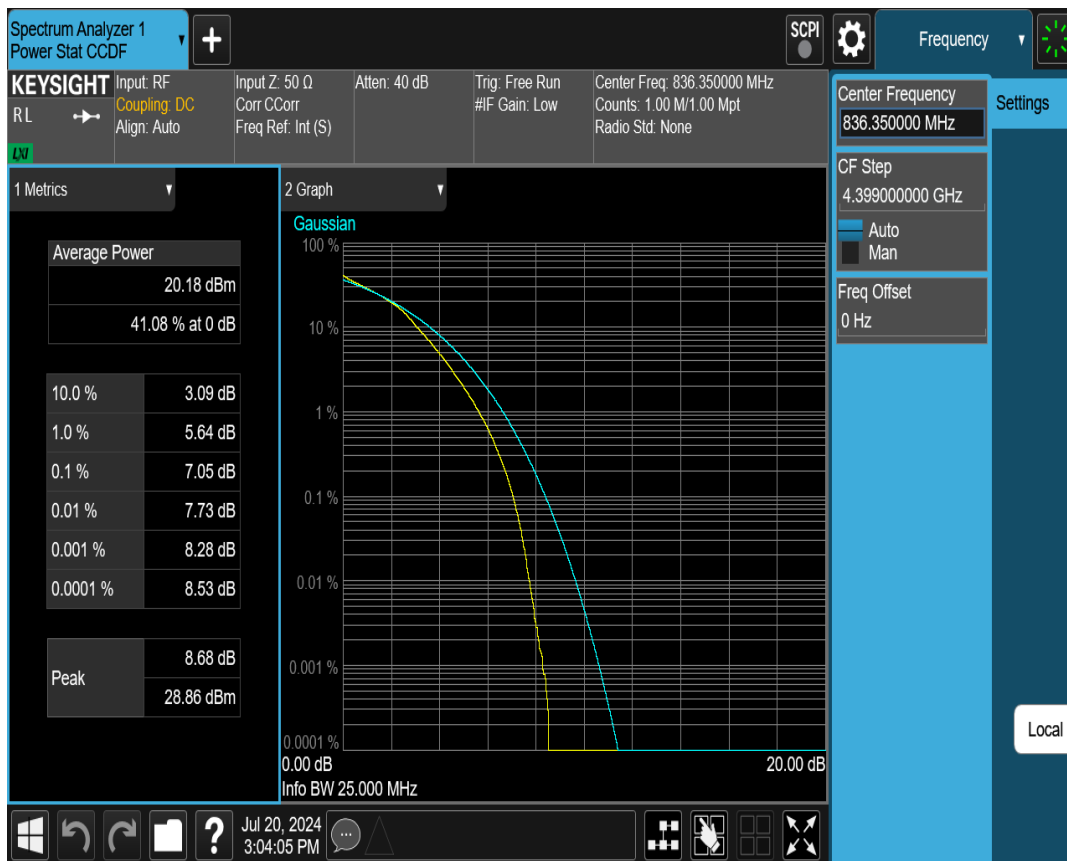 Spectrum Analyzer 1
Power Stat CCDF
SCPI
Frequency
KEYSIGHT
RL
LXI
Input: RF
Coupling: DC
Align: Auto
Input Z: 50 Ω
Corr CCorr
Freq Ref: Int (S)
Atten: 40 dB
Trig: Free Run
#IF Gain: Low
Center Freq: 836.350000 MHz
Counts: 1.00 M/1.00 Mpt
Radio Std: None
Center Frequency
836.350000 MHz
Settings
CF Step
4.399000000 GHz
Auto
Man
Freq Offset
0 Hz
1 Metrics
Average Power
20.18 dBm
41.08 % at 0 dB
10.0 % 3.09 dB
1.0 % 5.64 dB
0.1 % 7.05 dB
0.01 % 7.73 dB
0.001 % 8.28 dB
0.0001 % 8.53 dB
Peak
8.68 dB
28.86 dBm
2 Graph
Gaussian
100 %
10 %
1 %
0.1 %
0.01 %
0.001 %
0.0001 %
0.00 dB 20.00 dB
Info BW 25.000 MHz
Local
?
Jul 20, 2024
3:04:05 PM